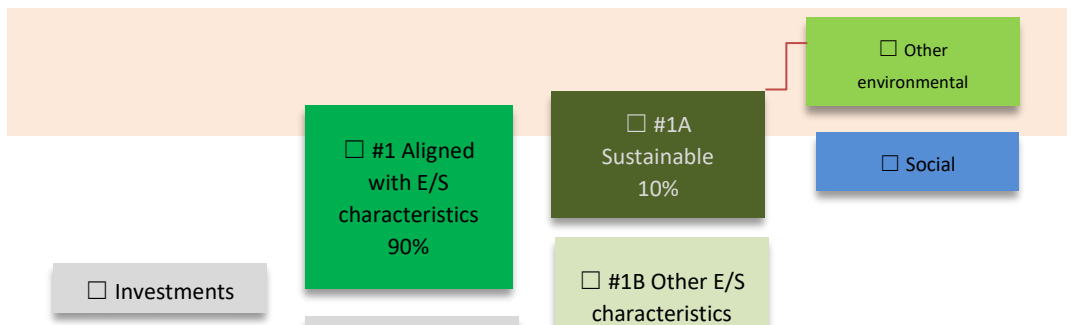 ☐ Other
environmental
☐ #1A
Sustainable
10%
☐ #1 Aligned
with E/S
characteristics
90%
☐ Social
☐ #1B Other E/S
characteristics
☐ Investments